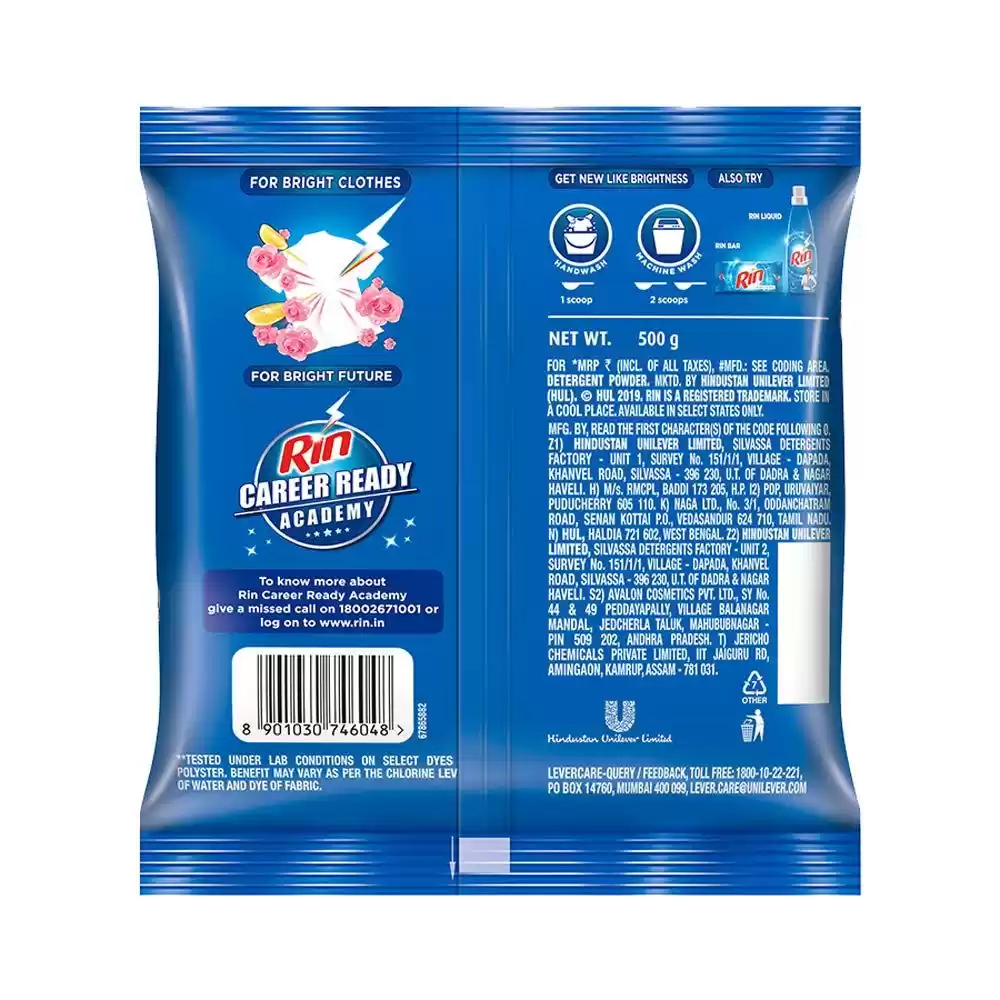 FOR BRIGHT CLOTHES
FOR BRIGHT FUTURE
Rin
CAREER READY
ACADEMY
To know more about
Rin Career Ready Academy
give a missed call on 18002671001 or
log on to www.rin.in
8 901030 746048 >
67865882
**TESTED UNDER LAB CONDITIONS ON SELECT DYES
POLYSTER. BENEFIT MAY VARY AS PER THE CHLORINE LEV
OF WATER AND DYE OF FABRIC.
GET NEW LIKE BRIGHTNESS
ALSO TRY
HANDWASH
1 scoop
MACHINE WASH
2 scoops
RIN LIQUID
Rin
RIN BAR
Rin
NET WT. 500 g
FOR *MRP ₹ (INCL. OF ALL TAXES), #MFD.: SEE CODING AREA.
DETERGENT POWDER. MKTD. BY HINDUSTAN UNILEVER LIMITED
(HUL). © HUL 2019. RIN IS A REGISTERED TRADEMARK. STORE IN
A COOL PLACE. AVAILABLE IN SELECT STATES ONLY.
MFG. BY, READ THE FIRST CHARACTER(S) OF THE CODE FOLLOWING 0.
Z1) HINDUSTAN UNILEVER LIMITED, SILVASSA DETERGENTS
FACTORY - UNIT 1, SURVEY No. 151/1/1, VILLAGE - DAPADA,
KHANVEL ROAD, SILVASSA - 396 230, U.T. OF DADRA & NAGAR
HAVELI. H) M/s. RMCPL, BADDI 173 205, H.P. I2) PDP, URUVAIYAR,
PUDUCHERRY 605 110. K) NAGA LTD., No. 3/1, ODDANCHATRAM
ROAD, SENAN KOTTAI P.O., VEDASANDUR 624 710, TAMIL NADU.
N) HUL, HALDIA 721 602, WEST BENGAL. Z2) HINDUSTAN UNILEVER
LIMITED, SILVASSA DETERGENTS FACTORY - UNIT 2,
SURVEY No. 151/1/1, VILLAGE - DAPADA, KHANVEL
ROAD, SILVASSA - 396 230, U.T. OF DADRA & NAGAR
HAVELI. S2) AVALON COSMETICS PVT. LTD., SY No.
44 & 49 PEDDAYAPALLY, VILLAGE BALANAGAR
MANDAL, JEDCHERLA TALUK, MAHUBUBNAGAR -
PIN 509 202, ANDHRA PRADESH. T) JERICHO
CHEMICALS PRIVATE LIMITED, IIT JAIGURU RD,
AMINGAON, KAMRUP, ASSAM - 781 031.
7
OTHER
Hindustan Unilever Limited
LEVERCARE-QUERY / FEEDBACK, TOLL FREE: 1800-10-22-221,
PO BOX 14760, MUMBAI 400 099, LEVER.CARE@UNILEVER.COM